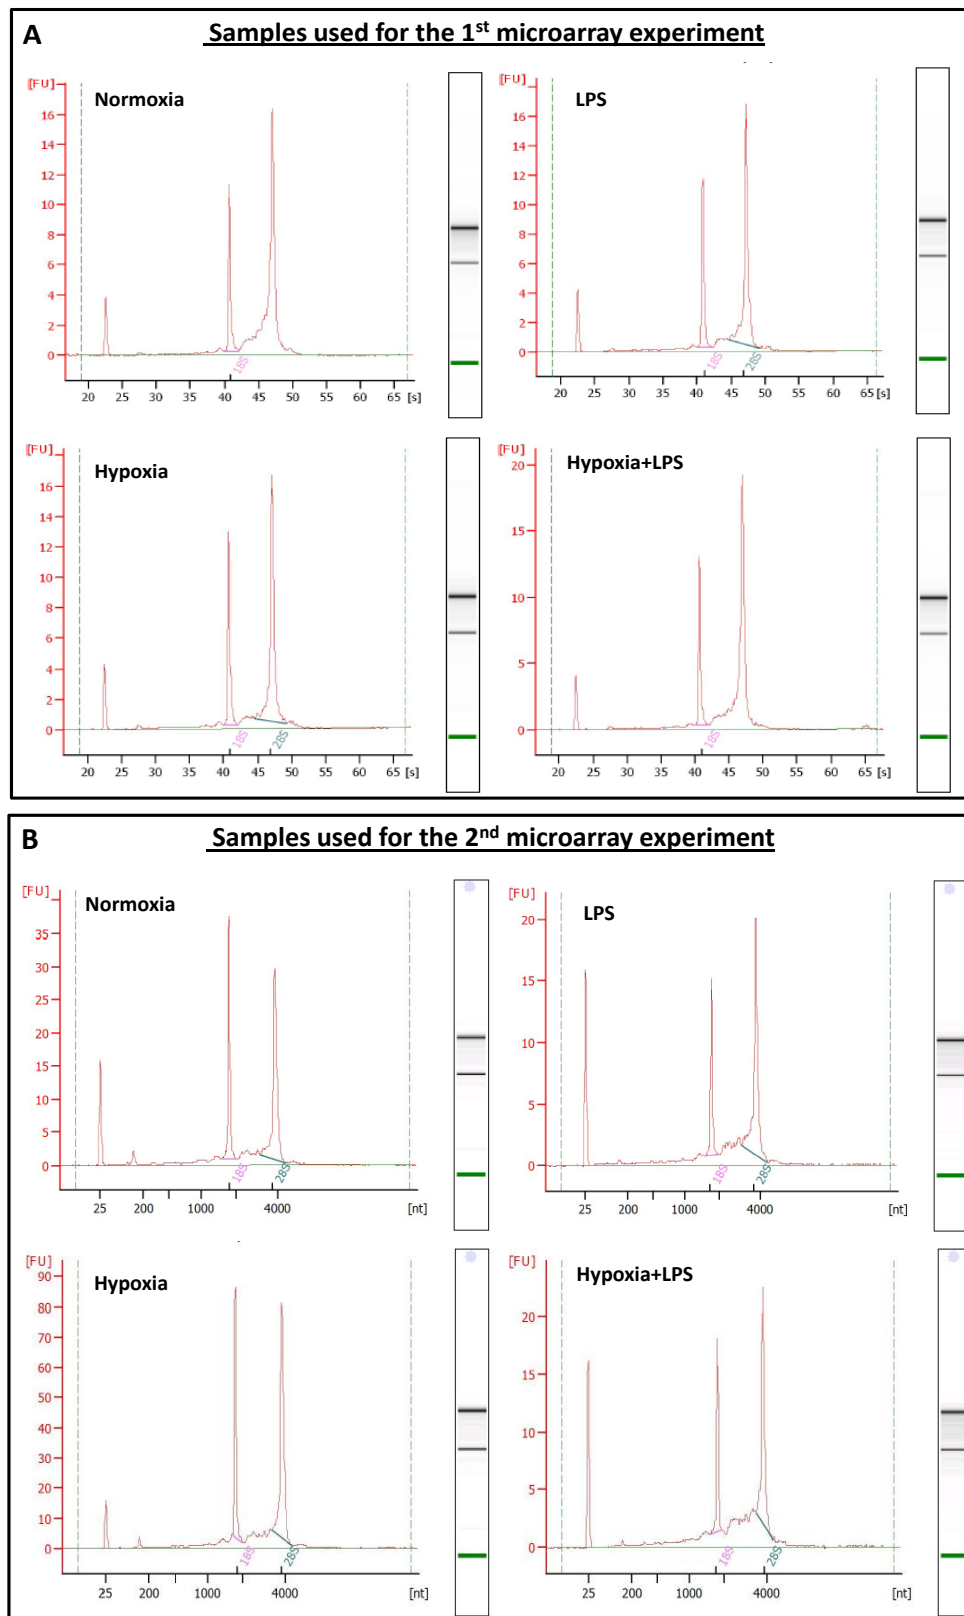 A
Samples used for the 1st microarray experiment
[FU]
Normoxia
16
14
12
10
8
6
4
2
0
18S
20 25 30 35 40 45 50 55 60 65 [s]
[FU]
LPS
16
14
12
10
8
6
4
2
0
18S 28S
20 25 30 35 40 45 50 55 60 65 [s]
[FU]
Hypoxia
16
14
12
10
8
6
4
2
0
18S 28S
20 25 30 35 40 45 50 55 60 65 [s]
[FU]
Hypoxia+LPS
20
15
10
5
0
18S
20 25 30 35 40 45 50 55 60 65 [s]
B
Samples used for the 2nd microarray experiment
[FU]
Normoxia
35
30
25
20
15
10
5
0
18S 28S
25 200 1000 4000 [nt]
[FU]
LPS
20
15
10
5
0
18S 28S
25 200 1000 4000 [nt]
[FU]
Hypoxia
90
80
70
60
50
40
30
20
10
0
18S 28S
25 200 1000 4000 [nt]
[FU]
Hypoxia+LPS
20
15
10
5
0
18S 28S
25 200 1000 4000 [nt]